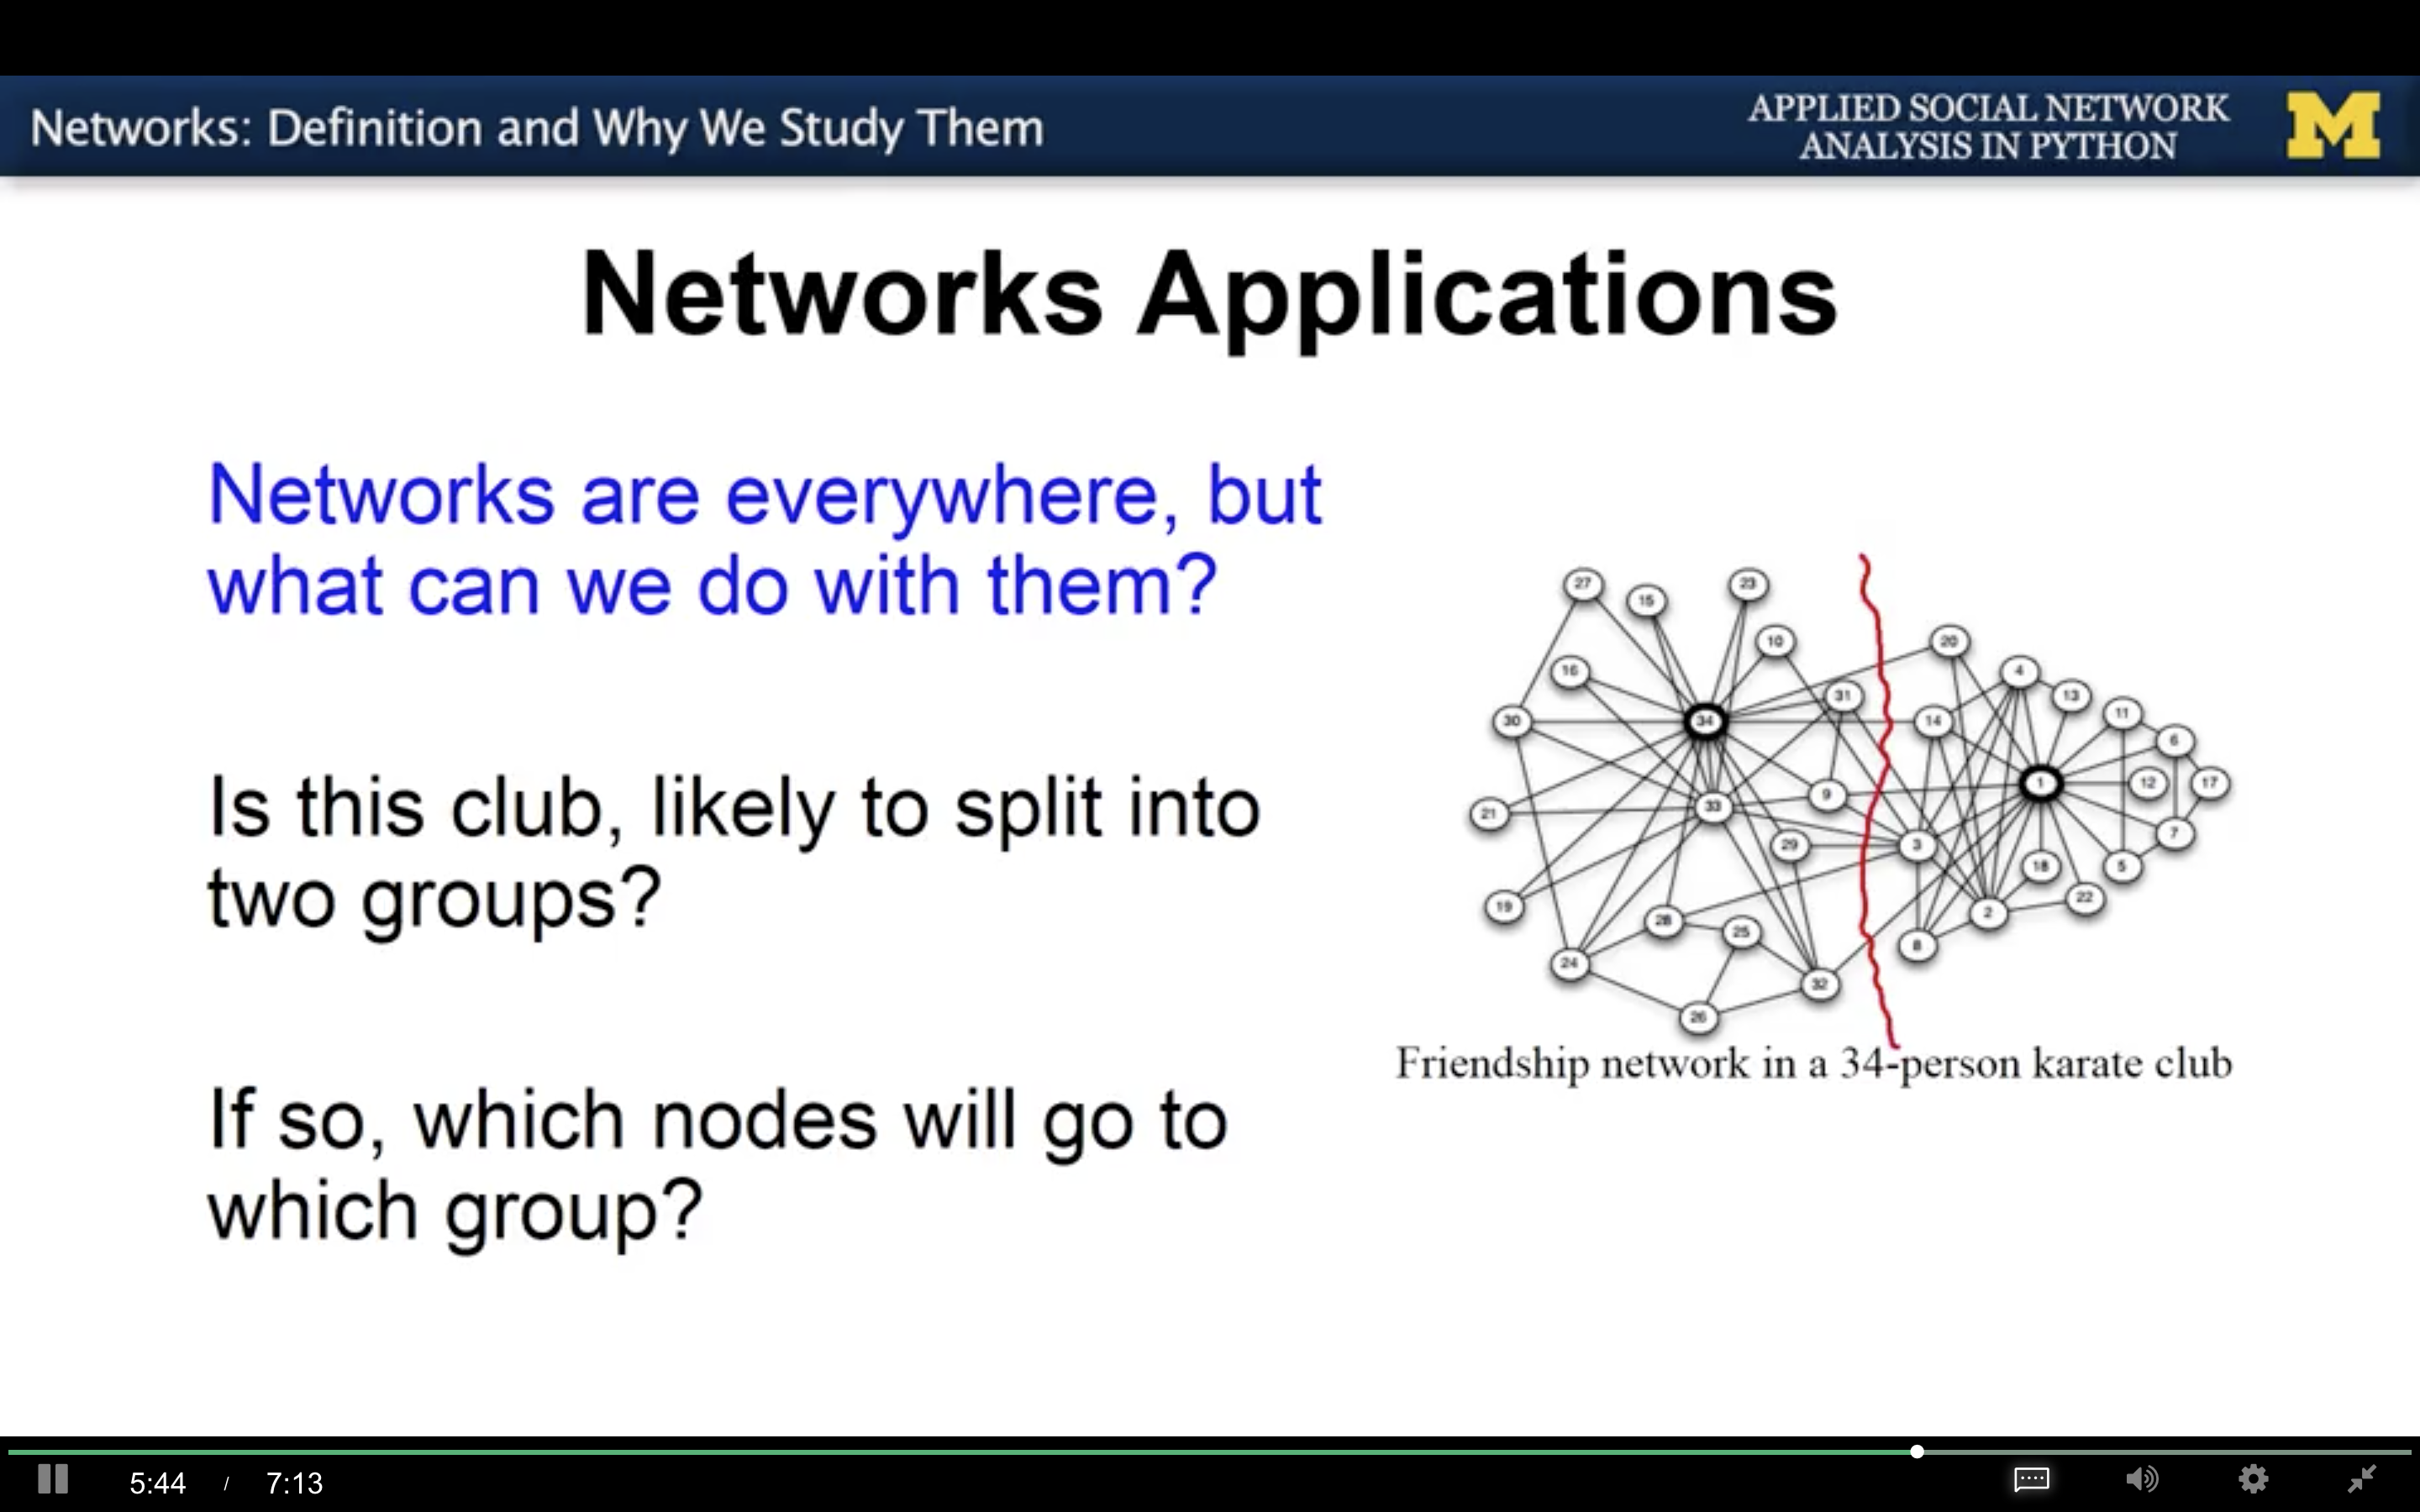 Networks: Definition and Why We Study Them
APPLIED SOCIAL NETWORK
ANALYSIS IN PYTHON
M
Networks Applications
Networks are everywhere, but
what can we do with them?
Is this club, likely to split into
two groups?
If so, which nodes will go to
which group?
27
15
23
10
16
31
30
34
9
21
33
29
19
28
25
24
32
26
20
4
13
14
11
6
1
12
17
3
7
18
5
22
2
8
Friendship network in a 34-person karate club
5:44 / 7:13